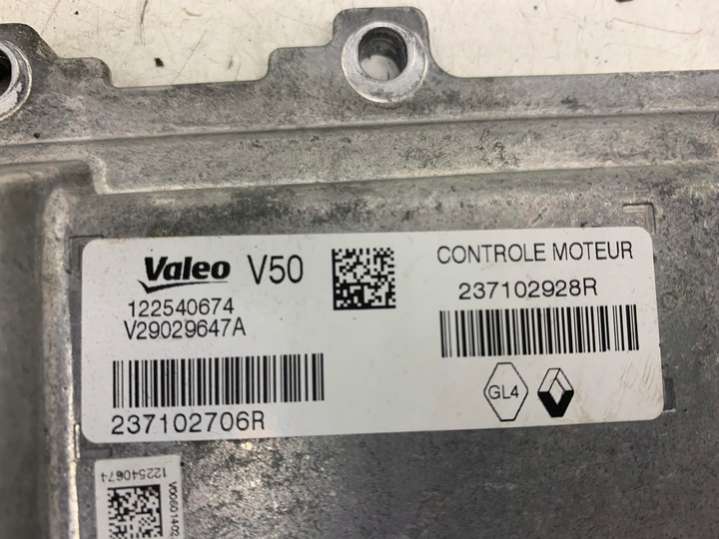 Valeo V50
122540674
V29029647A
237102706R
CONTROLE MOTEUR
237102928R
GL4
122540674